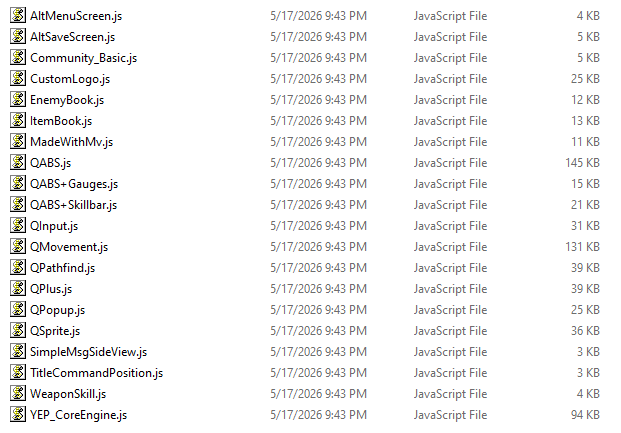 AltMenuScreen.js 5/17/2026 9:43 PM JavaScript File 4 KB
AltSaveScreen.js 5/17/2026 9:43 PM JavaScript File 5 KB
Community_Basic.js 5/17/2026 9:43 PM JavaScript File 5 KB
CustomLogo.js 5/17/2026 9:43 PM JavaScript File 25 KB
EnemyBook.js 5/17/2026 9:43 PM JavaScript File 12 KB
ItemBook.js 5/17/2026 9:43 PM JavaScript File 13 KB
MadeWithMv.js 5/17/2026 9:43 PM JavaScript File 11 KB
QABS.js 5/17/2026 9:43 PM JavaScript File 145 KB
QABS+Gauges.js 5/17/2026 9:43 PM JavaScript File 15 KB
QABS+Skillbar.js 5/17/2026 9:43 PM JavaScript File 21 KB
QInput.js 5/17/2026 9:43 PM JavaScript File 31 KB
QMovement.js 5/17/2026 9:43 PM JavaScript File 131 KB
QPathfind.js 5/17/2026 9:43 PM JavaScript File 39 KB
QPlus.js 5/17/2026 9:43 PM JavaScript File 39 KB
QPopup.js 5/17/2026 9:43 PM JavaScript File 25 KB
QSprite.js 5/17/2026 9:43 PM JavaScript File 36 KB
SimpleMsgSideView.js 5/17/2026 9:43 PM JavaScript File 3 KB
TitleCommandPosition.js 5/17/2026 9:43 PM JavaScript File 3 KB
WeaponSkill.js 5/17/2026 9:43 PM JavaScript File 4 KB
YEP_CoreEngine.js 5/17/2026 9:43 PM JavaScript File 94 KB